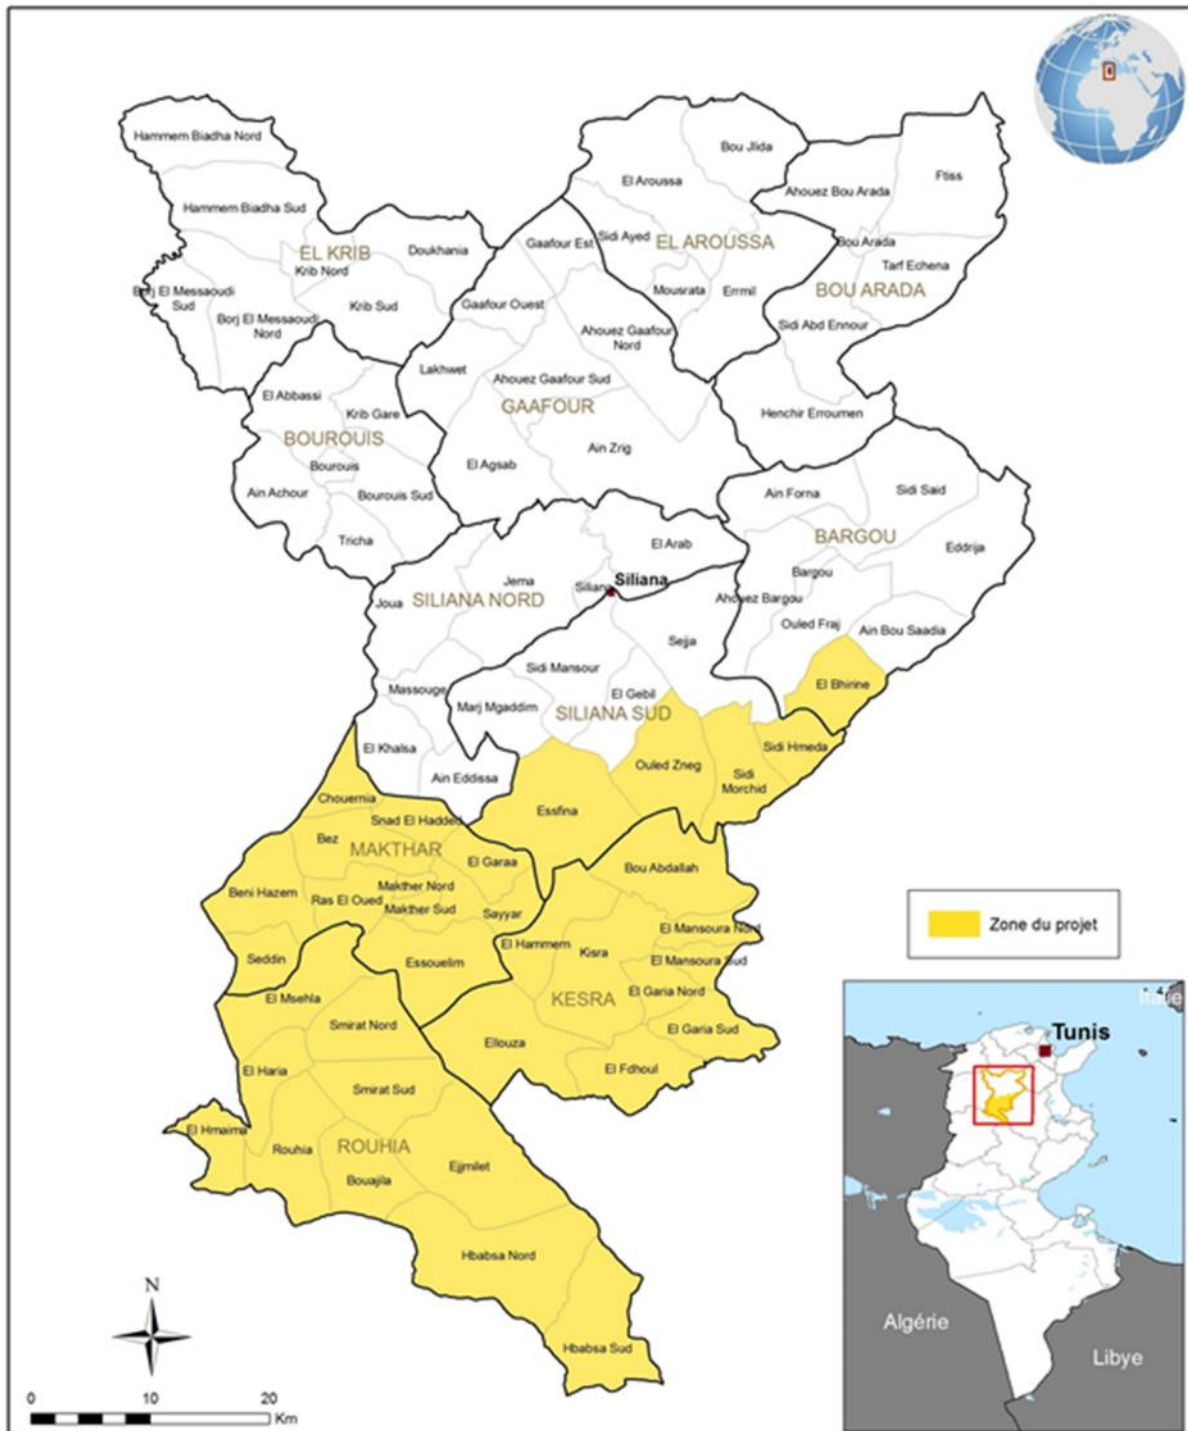 Hammem Biadha Nord
Bou Jlida
Ftiss
El Aroussa
Ahouez Bou Arada
Hammem Biadha Sud
Sidi Ayed
EL AROUSSA
Gaafour Est
Bou Arada
Doukhania
EL KRIB
Krib Nord
Tarf Echena
Mousrata
Errmil
BOU ARADA
Borj El Messaoudi
Sud
Krib Sud
Gaafour Ouest
Borj El Messaoudi
Nord
Sidi Abd Ennour
Ahouez Gaafour
Nord
Lakhwet
Ahouez Gaafour Sud
El Abbassi
GAAFOUR
Krib Gare
Henchir Erroumen
BOUROUIS
Ain Zrig
Bourouis
El Agsab
Ain Achour
Bourouis Sud
Ain Forna
Sidi Said
BARGOU
Tricha
El Arab
Eddrija
Bargou
Jema
Siliana
Siliana
Joua
SILIANA NORD
Ahouez Bargou
Ouled Fraj
Ain Bou Saadia
Sejja
Sidi Mansour
El Bhirine
Massouge
El Gebil
Marj Mgaddim
SILIANA SUD
El Khalsa
Sidi Hmeda
Ouled Zneg
Ain Eddissa
Sidi
Morchid
Chouernia
Essfina
Snad El Hadded
Bez
MAKTHAR
El Garaa
Bou Abdallah
Makther Nord
Beni Hazem
Ras El Oued
Makther Sud
Sayyar
El Mansoura Nord
El Hammem
Kisra
Seddin
Essouelim
El Mansoura Sud
El Garia Nord
KESRA
El Msehla
Smirat Nord
El Garia Sud
Ellouza
El Haria
El Fdhoul
Smirat Sud
El Hmaima
Rouhia
ROUHIA
Ejjmilet
Bouajila
Hbabsa Nord
Hbabsa Sud
Zone du projet
Italie
Tunis
Algérie
Libye
N
0 10 20
Km